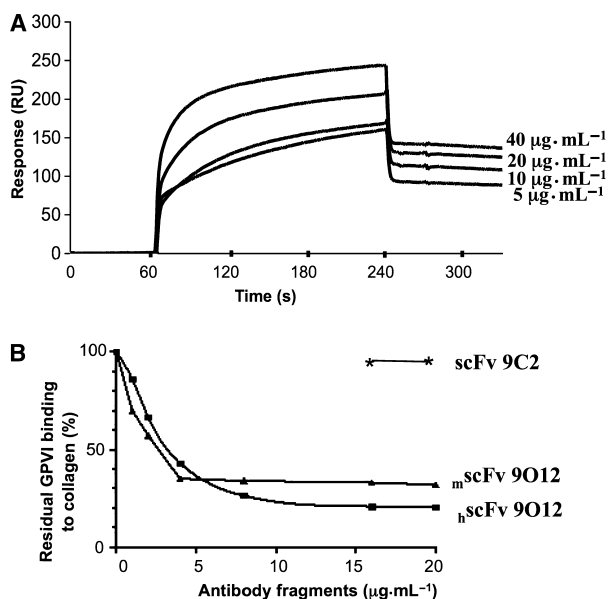 A
300
250
200
150
100
50
0
Response (RU)
0 60 120 180 240 300
Time (s)
40 μg·mL⁻¹
20 μg·mL⁻¹
10 μg·mL⁻¹
5 μg·mL⁻¹
B
100
50
0
Residual GPVI binding
to collagen (%)
0 5 10 15 20
Antibody fragments (μg·mL⁻¹)
scFv 9C2
mscFv 9O12
hscFv 9O12